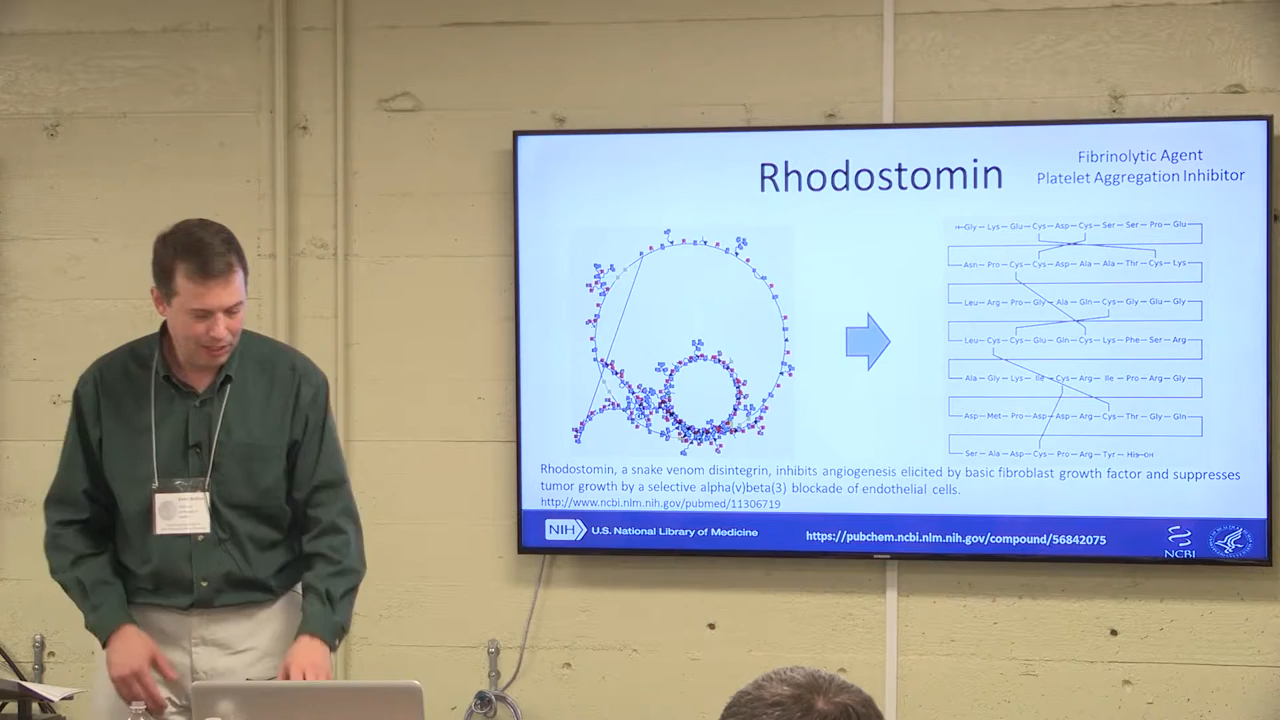 Rhodostomin
Fibrinolytic Agent
Platelet Aggregation Inhibitor
H—Gly—Lys—Glu—Cys—Asp—Cys—Ser—Ser—Pro—Glu
Asn—Pro—Cys—Cys—Asp—Ala—Ala—Thr—Cys—Lys
Leu—Arg—Pro—Gly—Ala—Gln—Cys—Gly—Glu—Gly
Leu—Cys—Cys—Glu—Gln—Cys—Lys—Phe—Ser—Arg
Ala—Gly—Lys—Ile—Cys—Arg—Ile—Pro—Arg—Gly
Asp—Met—Pro—Asp—Asp—Arg—Cys—Thr—Gly—Gln
Ser—Ala—Asp—Cys—Pro—Arg—Tyr—His—OH
Rhodostomin, a snake venom disintegrin, inhibits angiogenesis elicited by basic fibroblast growth factor and suppresses
tumor growth by a selective alpha(v)beta(3) blockade of endothelial cells.
http://www.ncbi.nlm.nih.gov/pubmed/11306719
NIH U.S. National Library of Medicine
https://pubchem.ncbi.nlm.nih.gov/compound/56842075
NCBI